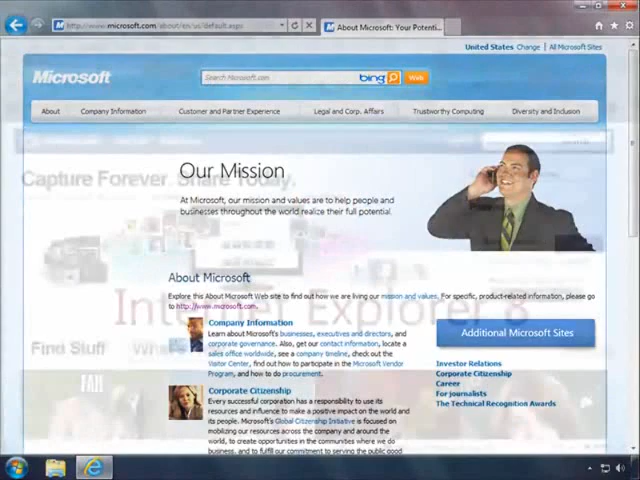 http://www.microsoft.com/about/en/us/default.aspx
About Microsoft: Your Potenti...
United States Change | All Microsoft Sites
Microsoft
Search Microsoft.com
bing
Web
About
Company Information
Customer and Partner Experience
Legal and Corp. Affairs
Trustworthy Computing
Diversity and Inclusion
Capture Forever. Share Today.
Our Mission
At Microsoft, our mission and values are to help people and
businesses throughout the world realize their full potential.
About Microsoft
Explore this About Microsoft Web site to find out how we are living our mission and values. For specific, product-related information, please go
to http://www.microsoft.com.
Internet Explorer 8
Company Information
Learn about Microsoft's businesses, executives and directors, and
corporate governance. Also, get our contact information, locate a
sales office worldwide, see a company timeline, check out the
Visitor Center, find out how to participate in the Microsoft Vendor
Program, and how to do procurement.
Additional Microsoft Sites
Find Stuff
What's
Investor Relations
Corporate Citizenship
Career
For journalists
The Technical Recognition Awards
Corporate Citizenship
Every successful corporation has a responsibility to use its
resources and influence to make a positive impact on the world and
its people. Microsoft's Global Citizenship Initiative is focused on
mobilizing our resources across the company and around the
world, to create opportunities in the communities where we do
business, and to fulfill our commitment to serving the public good
FAIL